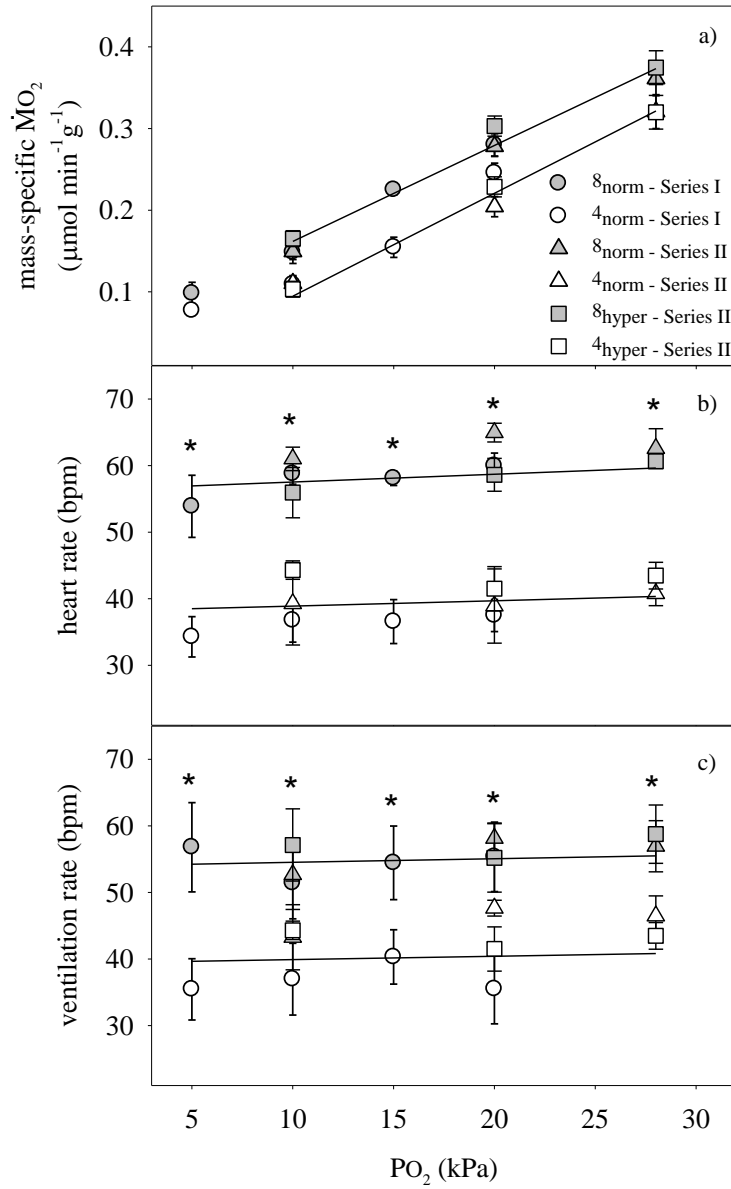 a)
mass-specific ṀO₂
(µmol min⁻¹g⁻¹)
0.4
0.3
0.2
0.1
8norm - Series I
4norm - Series I
8norm - Series II
4norm - Series II
8hyper - Series II
4hyper - Series II
b)
heart rate (bpm)
70
60
50
40
30
* * * * *
c)
ventilation rate (bpm)
70
60
50
40
30
* * * * *
5 10 15 20 25 30
PO₂ (kPa)